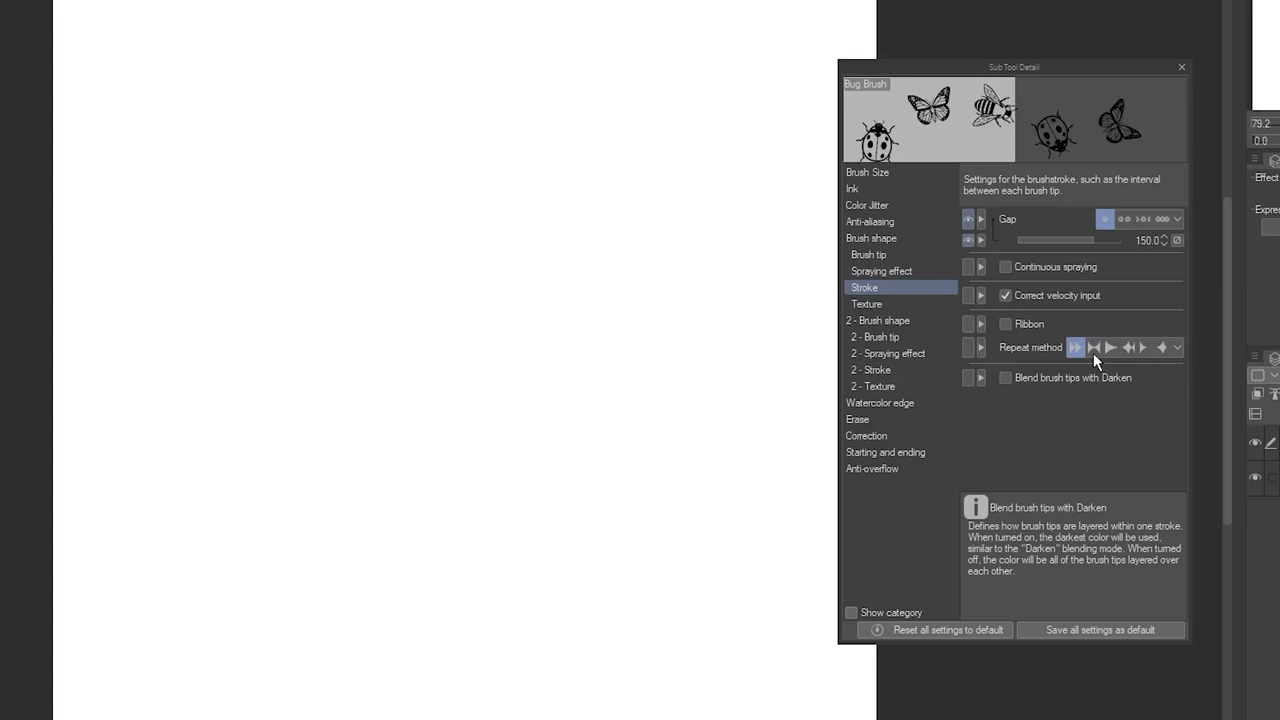 Sub Tool Detail
Bug Brush
Brush Size
Ink
Color Jitter
Anti-aliasing
Brush shape
Brush tip
Spraying effect
Stroke
Texture
2 - Brush shape
2 - Brush tip
2 - Spraying effect
2 - Stroke
2 - Texture
Watercolor edge
Erase
Correction
Starting and ending
Anti-overflow
Show category
Settings for the brushstroke, such as the interval
between each brush tip.
Gap
150.0
Continuous spraying
Correct velocity input
Ribbon
Repeat method
Blend brush tips with Darken
Blend brush tips with Darken
Defines how brush tips are layered within one stroke.
When turned on, the darkest color will be used,
similar to the "Darken" blending mode. When turned
off, the color will be all of the brush tips layered over
each other.
Reset all settings to default
Save all settings as default
79.2
0.0
Effect
Expres